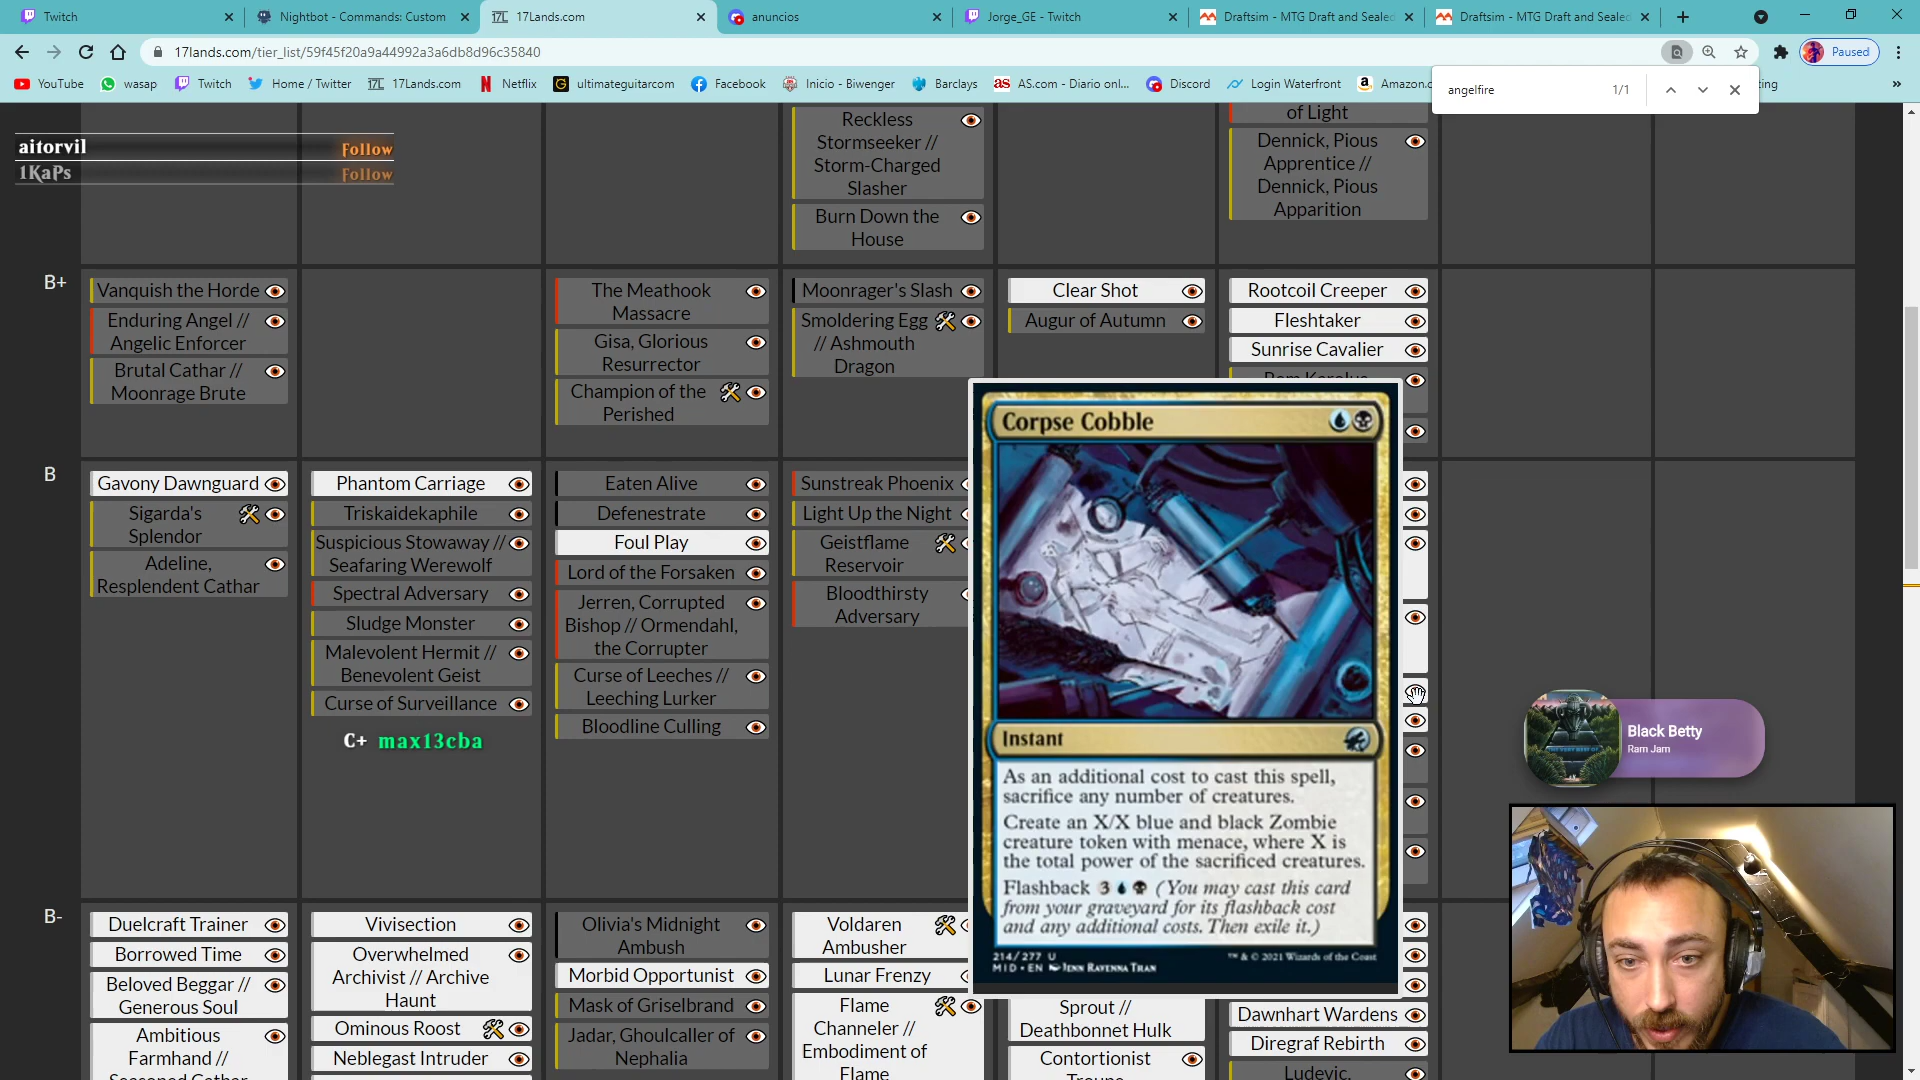 Twitch
Nightbot - Commands: Custom
17Lands.com
anuncios
Jorge_GE - Twitch
Draftsim - MTG Draft and Sealed
Draftsim - MTG Draft and Sealed
17lands.com/tier_list/59f45f20a9a44992a3a6db8d96c35840
Paused
YouTube
wasap
Twitch
Home / Twitter
17Lands.com
Netflix
ultimateguitarcom
Facebook
Inicio - Biwenger
Barclays
AS.com - Diario onl...
Discord
Login Waterfront
Amazon.c
angelfire
1/1
aitorvil
Follow
1KaPs
Follow
Reckless
Stormseeker //
Storm-Charged
Slasher
Burn Down the
House
of Light
Dennick, Pious
Apprentice //
Dennick, Pious
Apparition
B+
Vanquish the Horde
Enduring Angel //
Angelic Enforcer
Brutal Cathar //
Moonrage Brute
The Meathook
Massacre
Gisa, Glorious
Resurrector
Champion of the
Perished
Moonrager's Slash
Smoldering Egg
// Ashmouth
Dragon
Clear Shot
Augur of Autumn
Rootcoil Creeper
Fleshtaker
Sunrise Cavalier
B
Gavony Dawnguard
Sigarda's
Splendor
Adeline,
Resplendent Cathar
Phantom Carriage
Triskaidekaphile
Suspicious Stowaway //
Seafaring Werewolf
Spectral Adversary
Sludge Monster
Malevolent Hermit //
Benevolent Geist
Curse of Surveillance
C+ max13cba
Eaten Alive
Defenestrate
Foul Play
Lord of the Forsaken
Jerren, Corrupted
Bishop // Ormendahl,
the Corrupter
Curse of Leeches //
Leeching Lurker
Bloodline Culling
Sunstreak Phoenix
Light Up the Night
Geistflame
Reservoir
Bloodthirsty
Adversary
Corpse Cobble
Instant
As an additional cost to cast this spell,
sacrifice any number of creatures.
Create an X/X blue and black Zombie
creature token with menace, where X is
the total power of the sacrificed creatures.
Flashback 3 (You may cast this card
from your graveyard for its flashback cost
and any additional costs. Then exile it.)
214/277 U
MID • EN Jenn Ravenna Tran
™ & © 2021 Wizards of the Coast
Black Betty
Ram Jam
B-
Duelcraft Trainer
Borrowed Time
Beloved Beggar //
Generous Soul
Ambitious
Farmhand //
Vivisection
Overwhelmed
Archivist // Archive
Haunt
Ominous Roost
Neblegast Intruder
Olivia's Midnight
Ambush
Morbid Opportunist
Mask of Griselbrand
Jadar, Ghoulcaller of
Nephalia
Voldaren
Ambusher
Lunar Frenzy
Flame
Channeler //
Embodiment of
Flame
Sprout //
Deathbonnet Hulk
Contortionist
Dawnhart Wardens
Diregraf Rebirth
Ludevic,